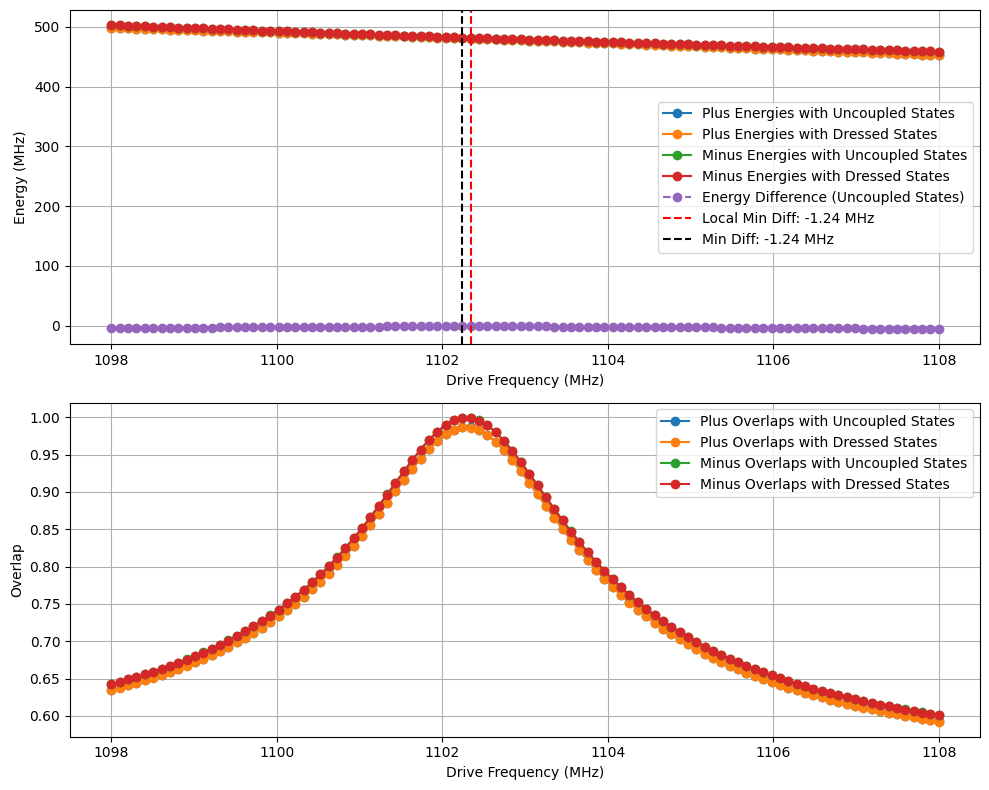 500
400
300
200
100
0
Energy (MHz)
Plus Energies with Uncoupled States
Plus Energies with Dressed States
Minus Energies with Uncoupled States
Minus Energies with Dressed States
Energy Difference (Uncoupled States)
Local Min Diff: -1.24 MHz
Min Diff: -1.24 MHz
1098 1100 1102 1104 1106 1108
Drive Frequency (MHz)
1.00
0.95
0.90
0.85
0.80
0.75
0.70
0.65
0.60
Overlap
Plus Overlaps with Uncoupled States
Plus Overlaps with Dressed States
Minus Overlaps with Uncoupled States
Minus Overlaps with Dressed States
1098 1100 1102 1104 1106 1108
Drive Frequency (MHz)